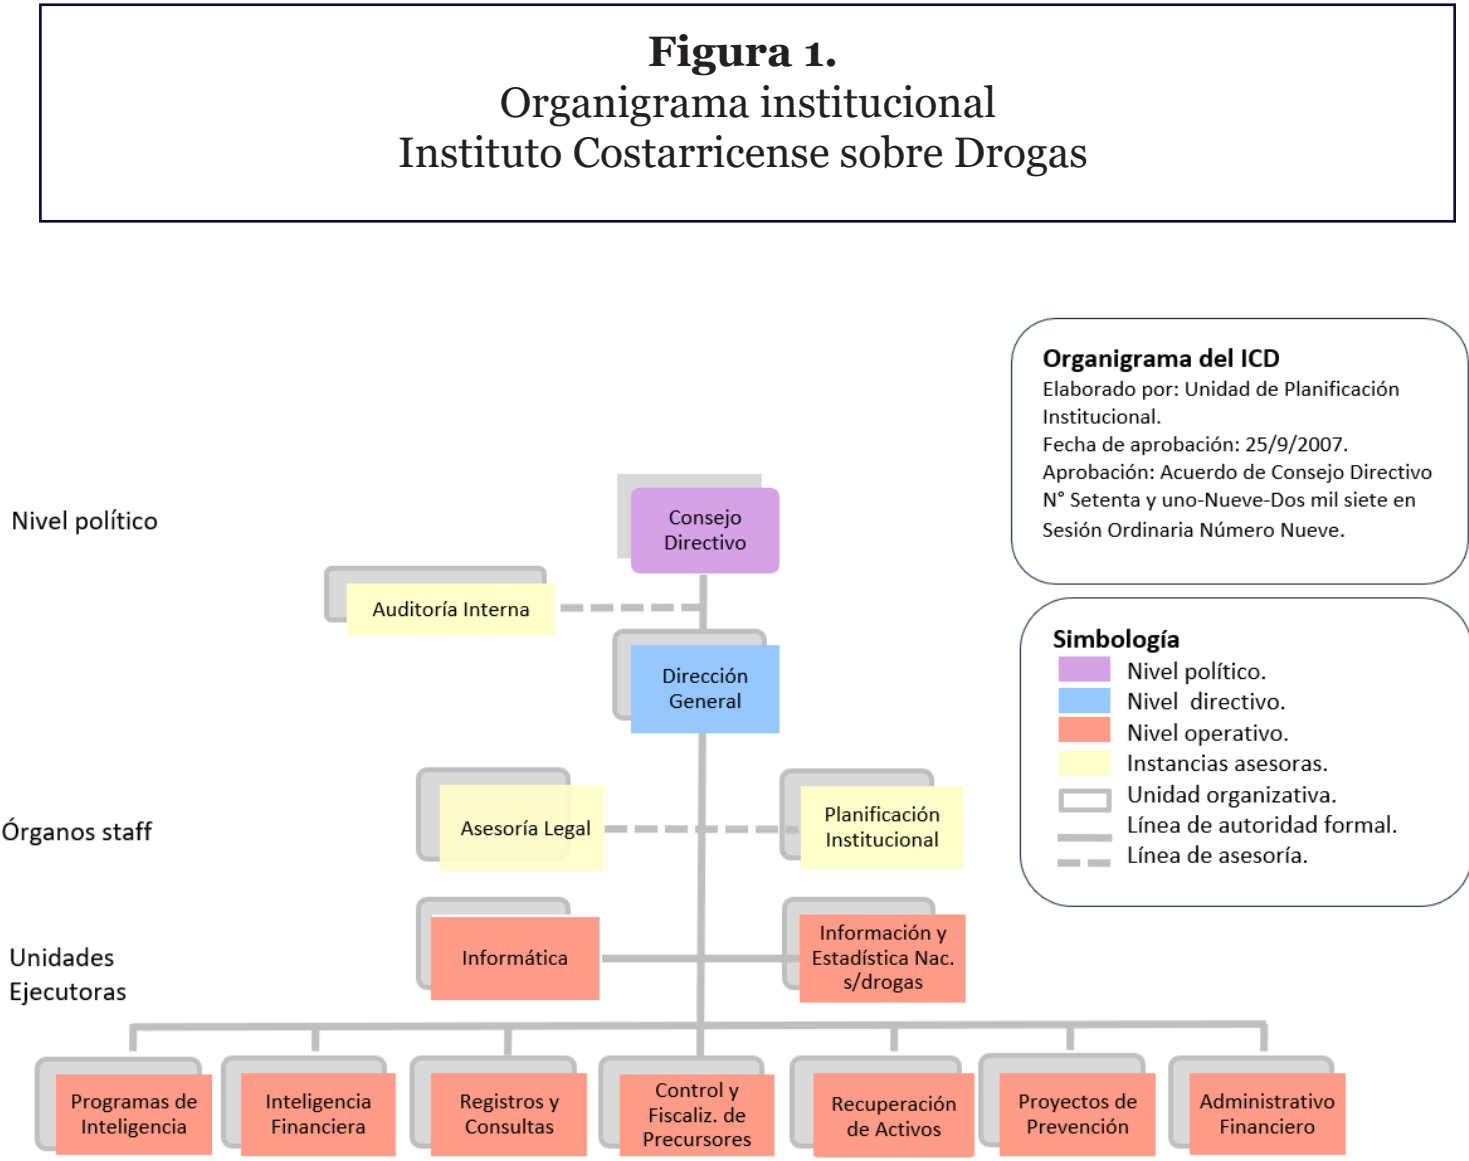 Figura 1.
Organigrama institucional
Instituto Costarricense sobre Drogas
Organigrama del ICD
Elaborado por: Unidad de Planificación
Institucional.
Fecha de aprobación: 25/9/2007.
Aprobación: Acuerdo de Consejo Directivo
N° Setenta y uno-Nueve-Dos mil siete en
Sesión Ordinaria Número Nueve.
Nivel político
Consejo
Directivo
Auditoría Interna
Dirección
General
Simbología
Nivel político.
Nivel directivo.
Nivel operativo.
Instancias asesoras.
Unidad organizativa.
Línea de autoridad formal.
Línea de asesoría.
Órganos staff
Asesoría Legal
Planificación
Institucional
Unidades
Ejecutoras
Informática
Información y
Estadística Nac.
s/drogas
Programas de
Inteligencia
Inteligencia
Financiera
Registros y
Consultas
Control y
Fiscaliz. de
Precursores
Recuperación
de Activos
Proyectos de
Prevención
Administrativo
Financiero